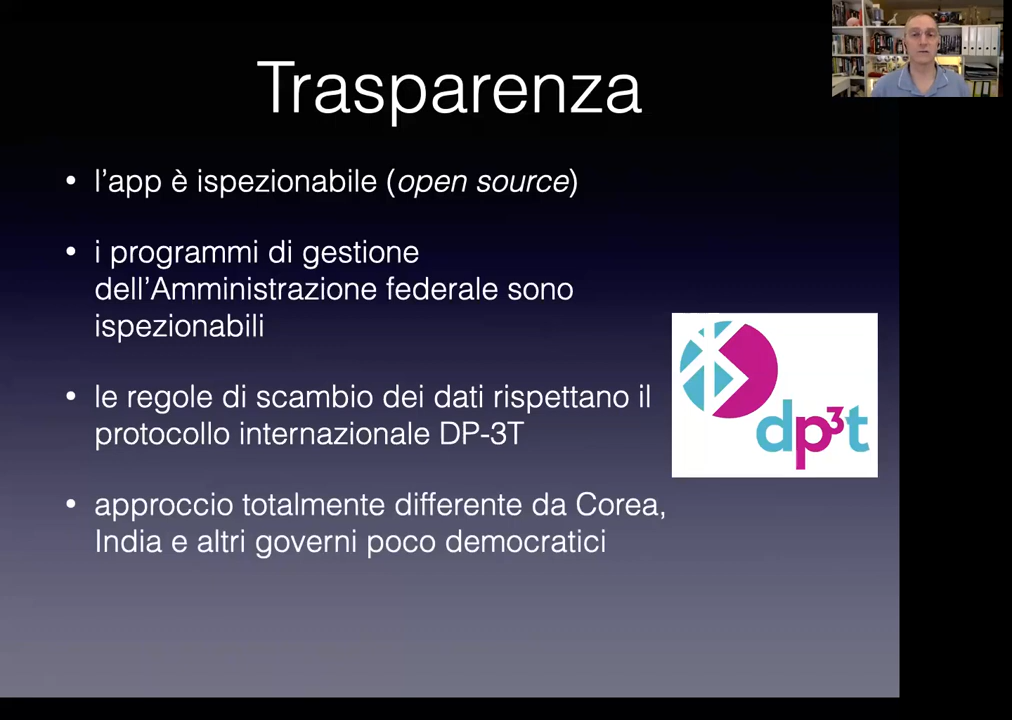 Trasparenza
• l’app è ispezionabile (open source)
• i programmi di gestione
dell’Amministrazione federale sono
ispezionabili
• le regole di scambio dei dati rispettano il
protocollo internazionale DP-3T
dp3t
• approccio totalmente differente da Corea,
India e altri governi poco democratici